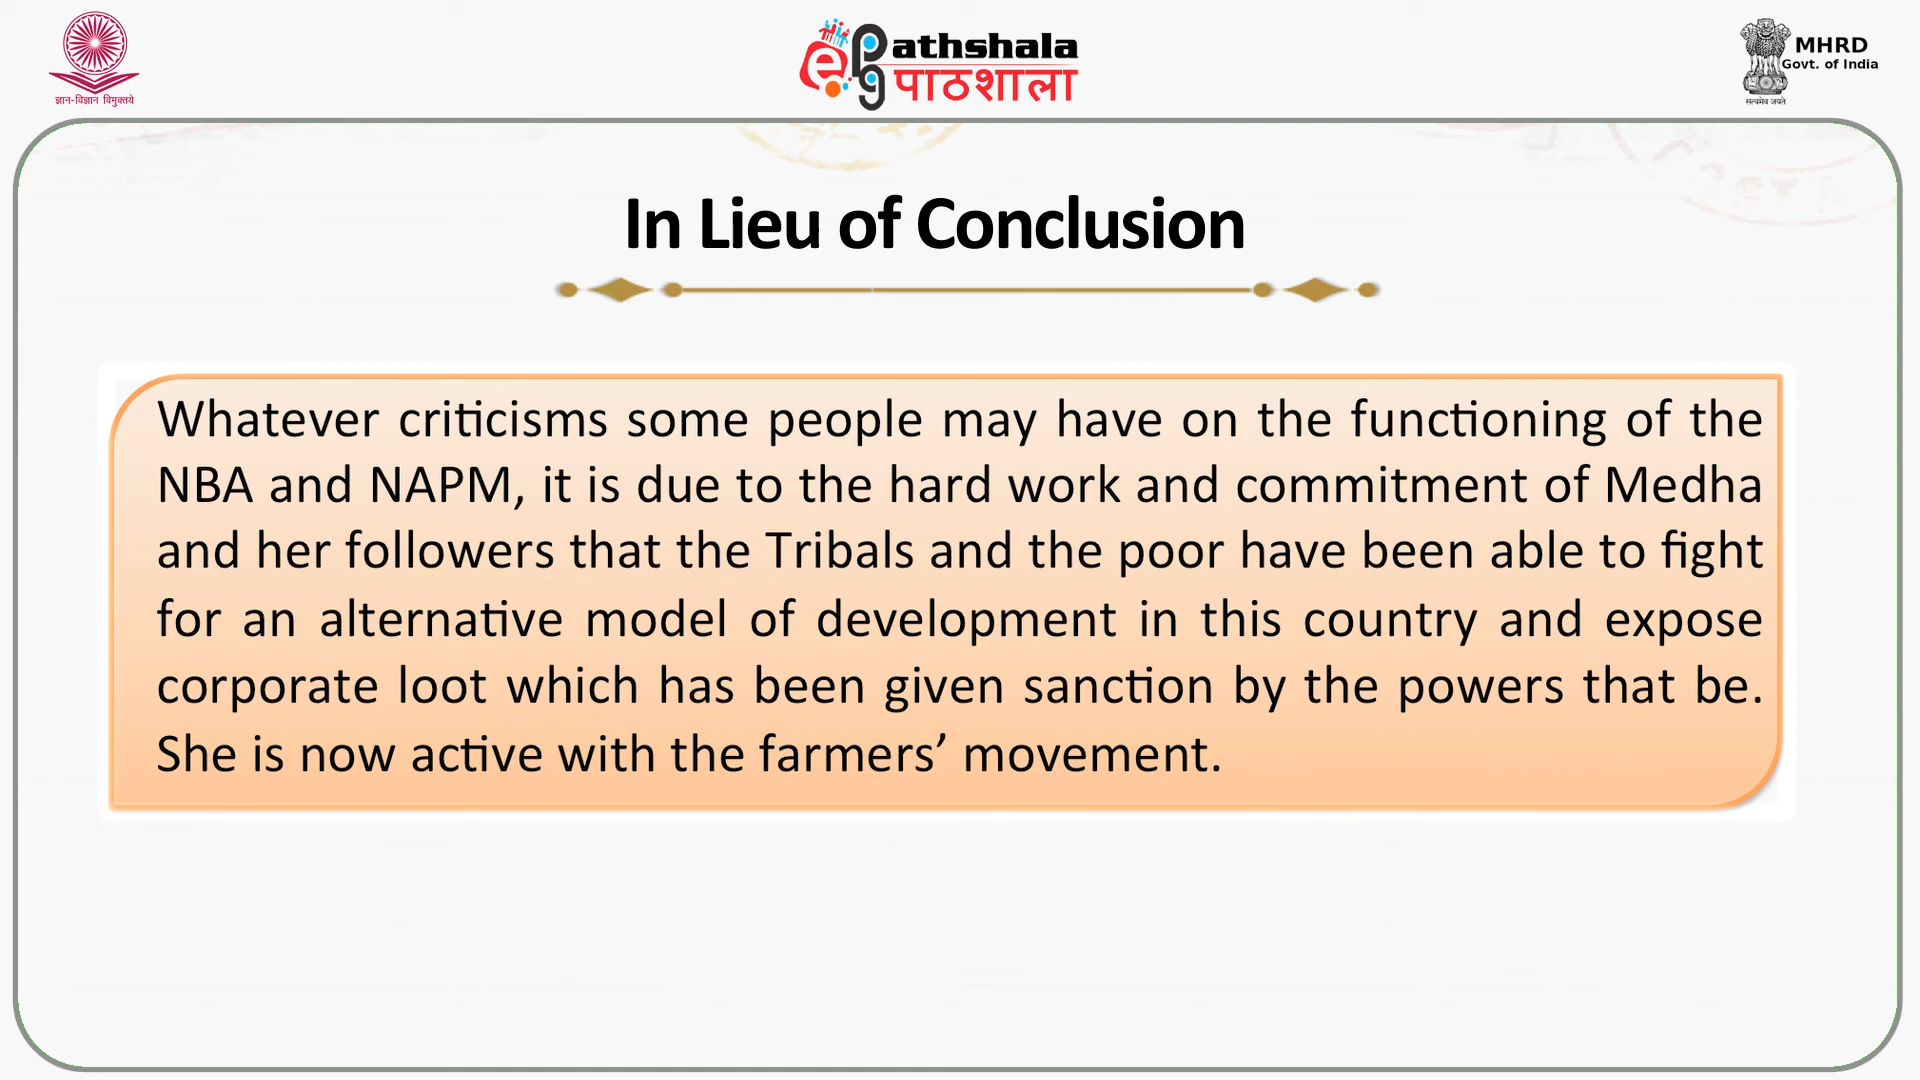 ज्ञान-विज्ञान विमुक्तये
e
pg
athshala
पाठशाला
MHRD
Govt. of India
सत्यमेव जयते
In Lieu of Conclusion
Whatever criticisms some people may have on the functioning of the
NBA and NAPM, it is due to the hard work and commitment of Medha
and her followers that the Tribals and the poor have been able to fight
for an alternative model of development in this country and expose
corporate loot which has been given sanction by the powers that be.
She is now active with the farmers’ movement.